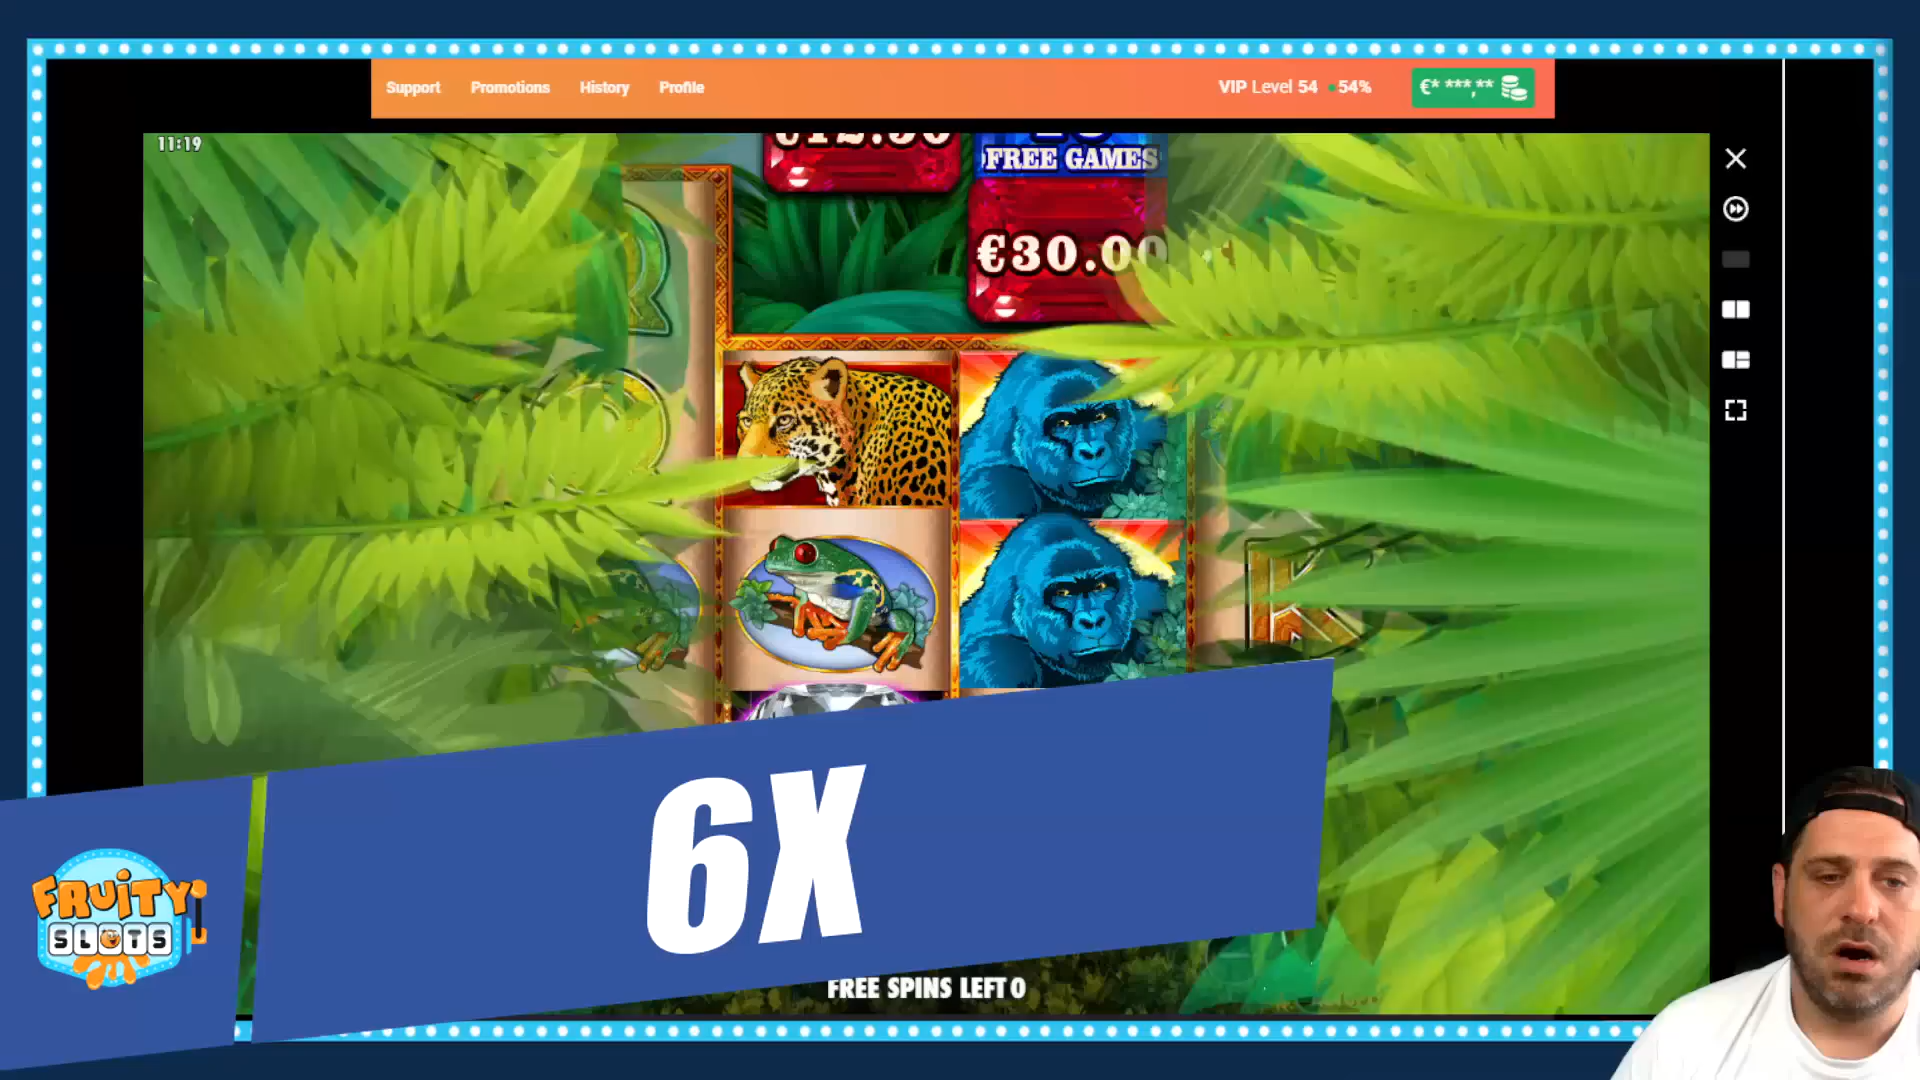 Support Promotions History Profile VIP Level 54 54% €* ***,**
11:19
FREE GAMES
€30.00
K
6X
FRUITY
SLOTS
FREE SPINS LEFT 0